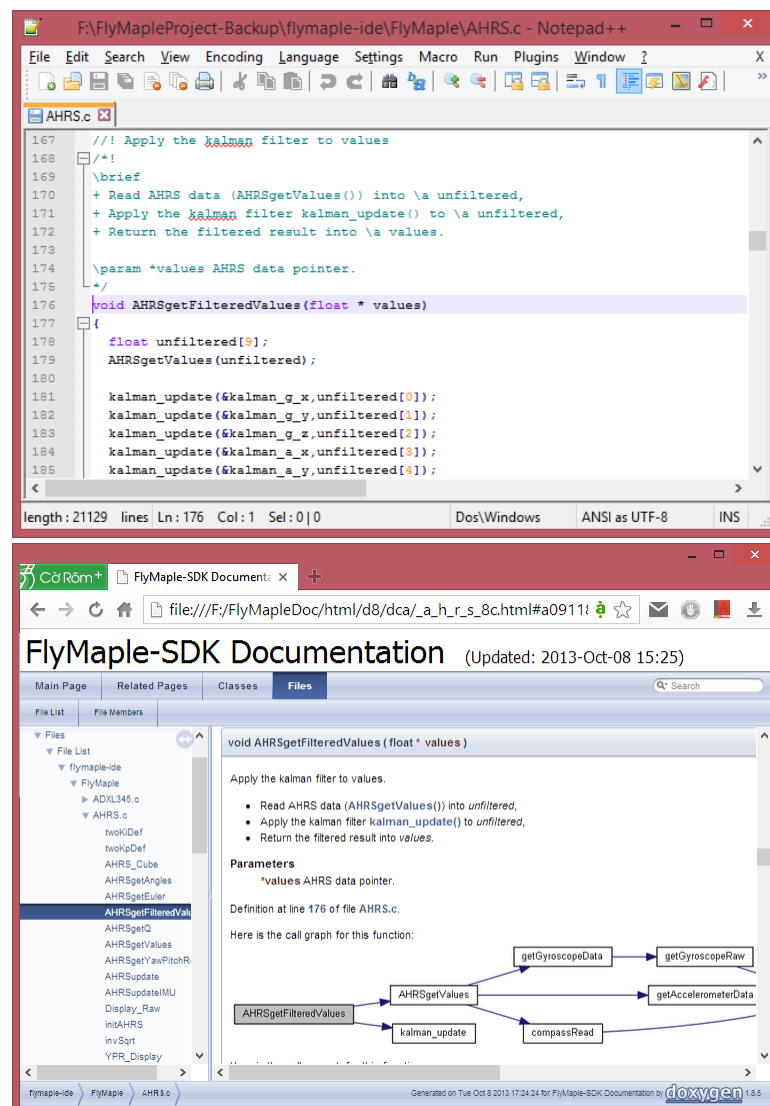 F:\FlyMapleProject-Backup\flymaple-ide\FlyMaple\AHRS.c - Notepad++
File Edit Search View Encoding Language Settings Macro Run Plugins Window ? X
AHRS.c
167 //! Apply the kalman filter to values
168 /*!
169 \brief
170 + Read AHRS data (AHRSgetValues()) into \a unfiltered,
171 + Apply the kalman filter kalman_update() to \a unfiltered,
172 + Return the filtered result into \a values.
173
174 \param *values AHRS data pointer.
175 */
176 void AHRSgetFilteredValues(float * values)
177 {
178 float unfiltered[9];
179 AHRSgetValues(unfiltered);
180
181 kalman_update(&kalman_g_x,unfiltered[0]);
182 kalman_update(&kalman_g_y,unfiltered[1]);
183 kalman_update(&kalman_g_z,unfiltered[2]);
184 kalman_update(&kalman_a_x,unfiltered[3]);
185 kalman_update(&kalman_a_y,unfiltered[4]);
length : 21129 lines Ln : 176 Col : 1 Sel : 0 | 0 Dos\Windows ANSI as UTF-8 INS
Cờ Rôm+ FlyMaple-SDK Documenta
file:///F:/FlyMapleDoc/html/d8/dca/_a_h_r_s_8c.html#a0911
FlyMaple-SDK Documentation (Updated: 2013-Oct-08 15:25)
Main Page Related Pages Classes Files Search
File List File Members
Files
File List
flymaple-ide
FlyMaple
ADXL345.c
AHRS.c
twoKiDef
twoKpDef
AHRS_Cube
AHRSgetAngles
AHRSgetEuler
AHRSgetFilteredValu
AHRSgetQ
AHRSgetValues
AHRSgetYawPitchR
AHRSupdate
AHRSupdateIMU
Display_Raw
initAHRS
invSqrt
YPR_Display
void AHRSgetFilteredValues ( float * values )
Apply the kalman filter to values.
• Read AHRS data (AHRSgetValues()) into unfiltered,
• Apply the kalman filter kalman_update() to unfiltered,
• Return the filtered result into values.
Parameters
*values AHRS data pointer.
Definition at line 176 of file AHRS.c.
Here is the call graph for this function:
getGyroscopeData getGyroscopeRaw
AHRSgetValues getAccelerometerData
AHRSgetFilteredValues
kalman_update compassRead
flymaple-ide FlyMaple AHRS.c Generated on Tue Oct 8 2013 17:24:24 for FlyMaple-SDK Documentation by doxygen 1.8.5